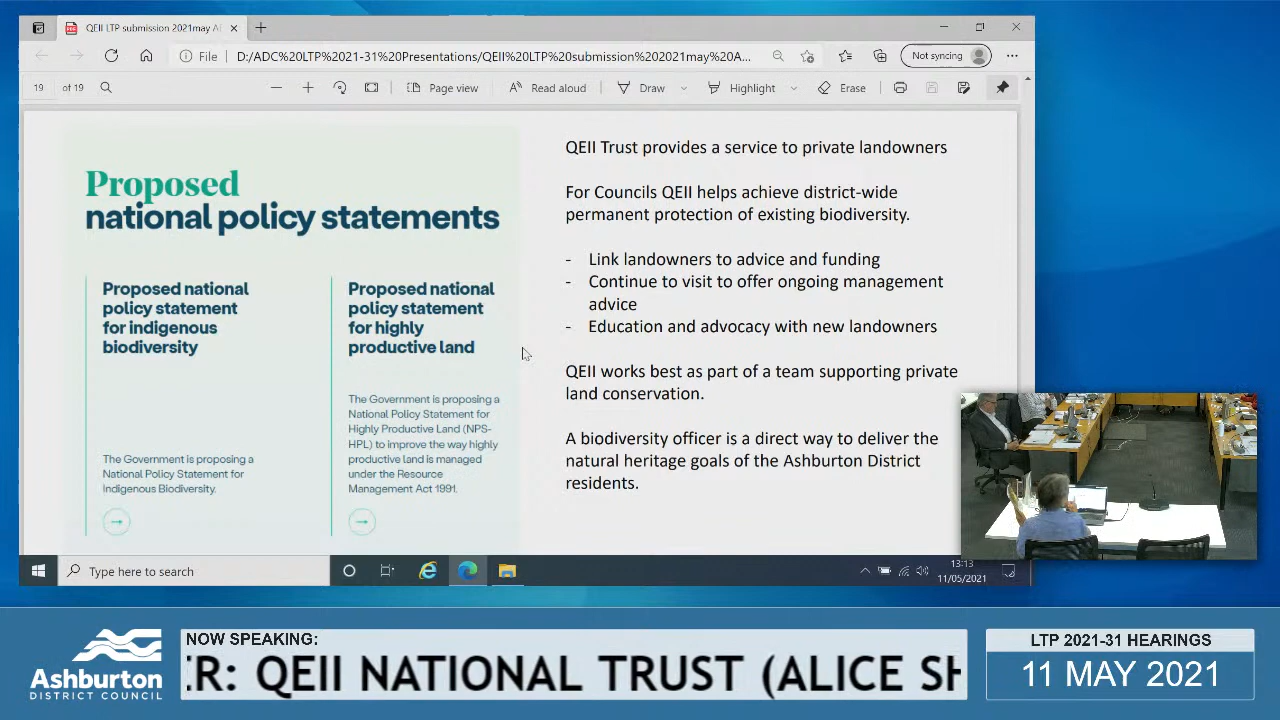 QEII LTP submission 2021may A
File
D:/ADC%20LTP%2021-31%20Presentations/QEII%20LTP%20submission%202021may%20A...
Not syncing
19 of 19
Page view
Read aloud
Draw
Highlight
Erase
Proposed
national policy statements
Proposed national
policy statement
for indigenous
biodiversity
The Government is proposing a
National Policy Statement for
Indigenous Biodiversity.
Proposed national
policy statement
for highly
productive land
The Government is proposing a
National Policy Statement for
Highly Productive Land (NPS-
HPL) to improve the way highly
productive land is managed
under the Resource
Management Act 1991.
QEII Trust provides a service to private landowners
For Councils QEII helps achieve district-wide
permanent protection of existing biodiversity.
- Link landowners to advice and funding
- Continue to visit to offer ongoing management
advice
- Education and advocacy with new landowners
QEII works best as part of a team supporting private
land conservation.
A biodiversity officer is a direct way to deliver the
natural heritage goals of the Ashburton District
residents.
Type here to search
13:13
11/05/2021
Ashburton
DISTRICT COUNCIL
NOW SPEAKING:
ER: QEII NATIONAL TRUST (ALICE SH
LTP 2021-31 HEARINGS
11 MAY 2021